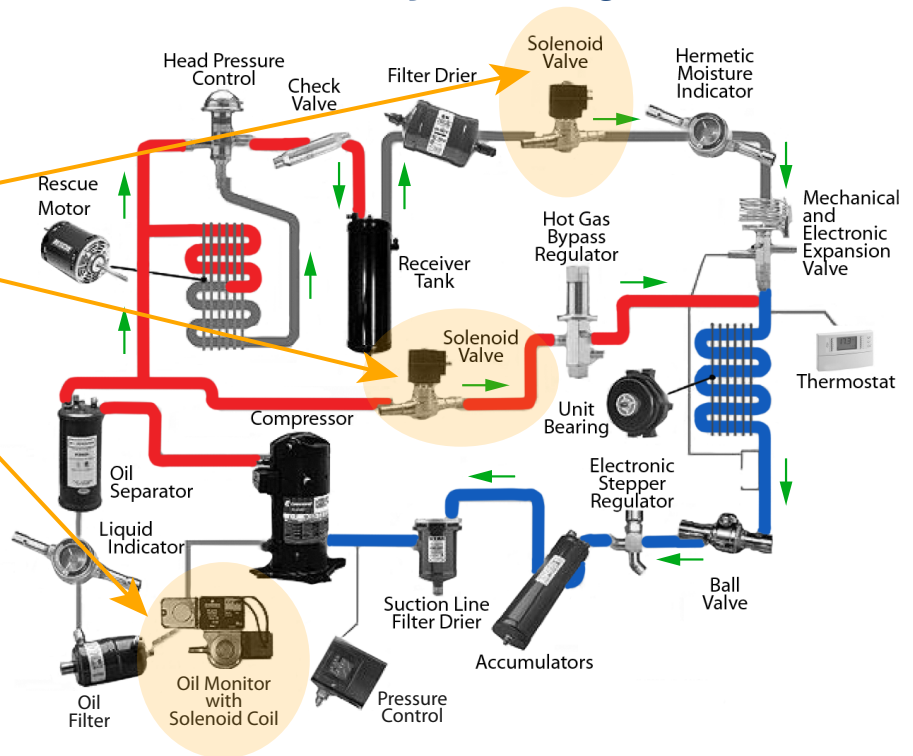 Solenoid
Valve
Hermetic
Moisture
Indicator
Head Pressure
Control
Check
Valve
Filter Drier
Rescue
Motor
Mechanical
and
Electronic
Expansion
Valve
Hot Gas
Bypass
Regulator
Receiver
Tank
Solenoid
Valve
Thermostat
Compressor
Unit
Bearing
Oil
Separator
Electronic
Stepper
Regulator
Liquid
Indicator
Ball
Valve
Suction Line
Filter Drier
Accumulators
Oil Monitor
with
Solenoid Coil
Oil
Filter
Pressure
Control